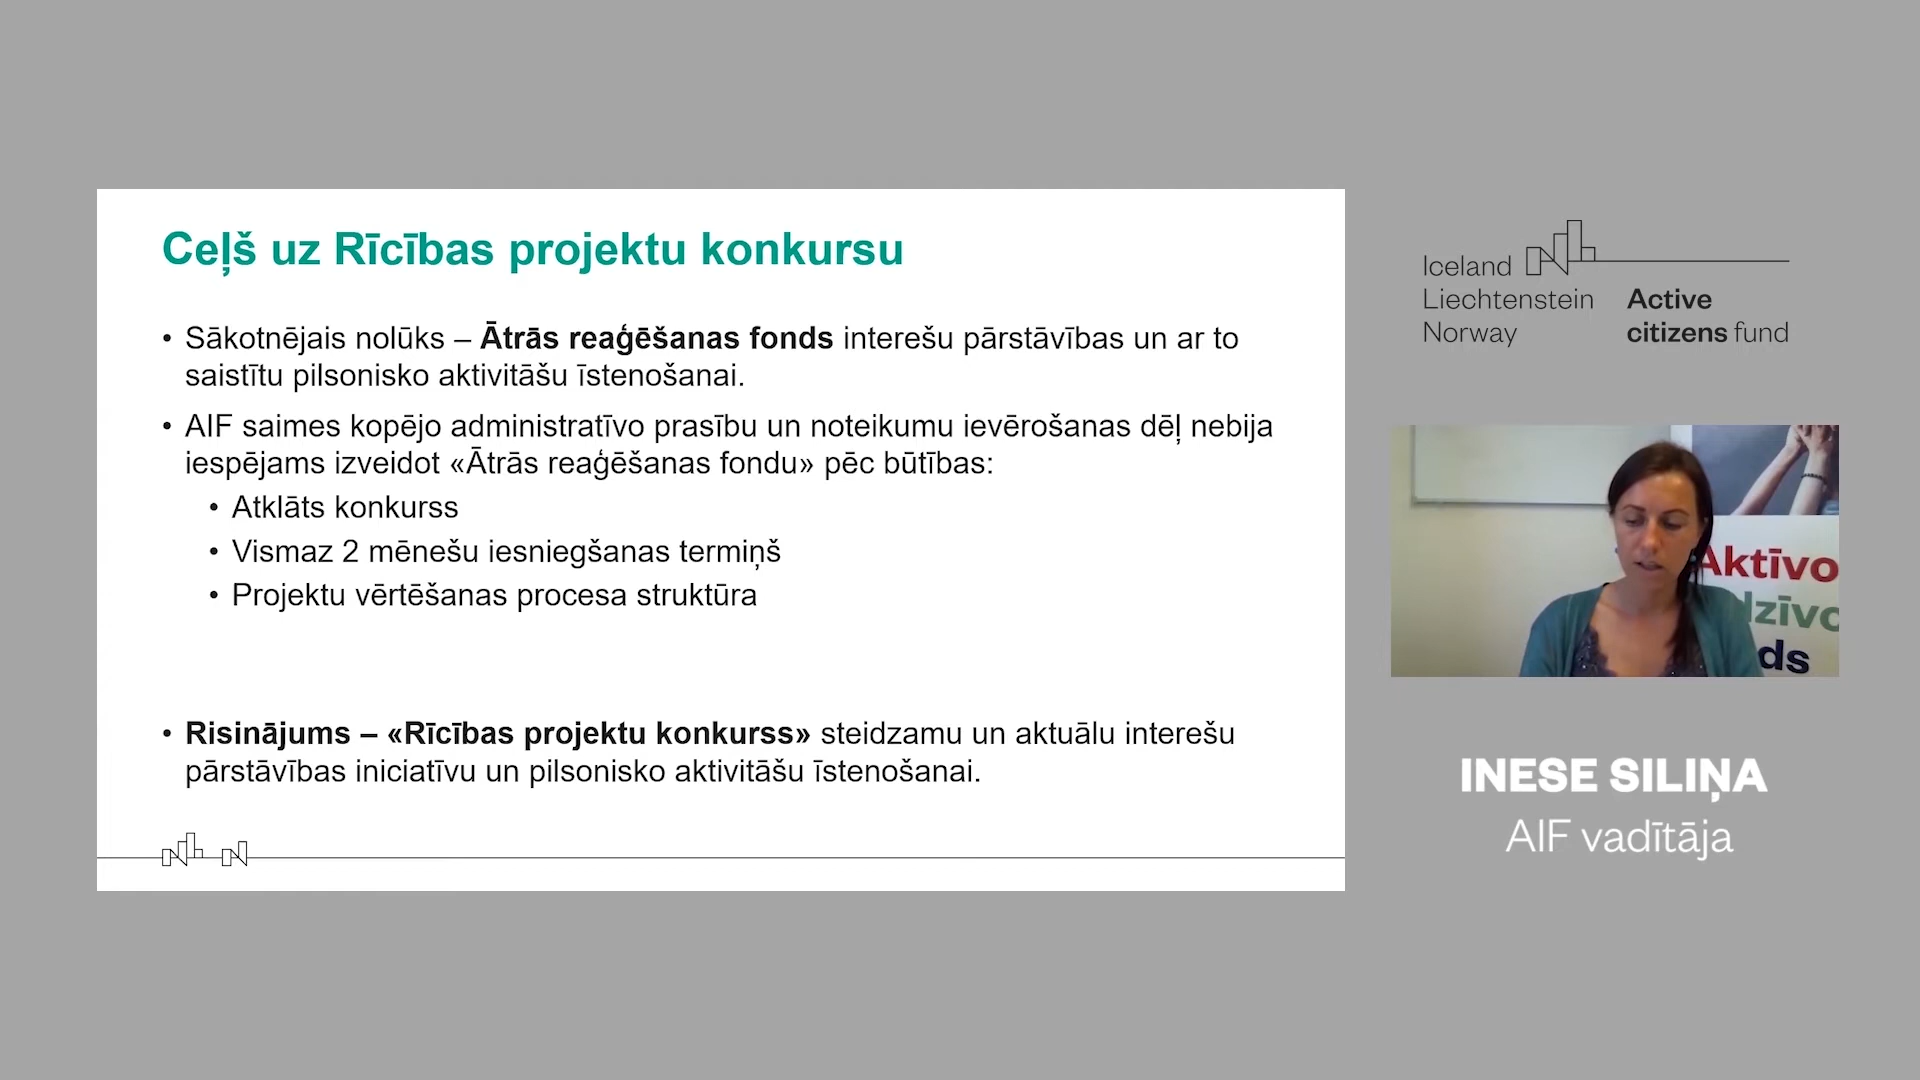 Ceļš uz Rīcības projektu konkursu
• Sākotnējais nolūks – Ātrās reaģēšanas fonds interešu pārstāvības un ar to
saistītu pilsonisko aktivitāšu īstenošanai.
• AIF saimes kopējo administratīvo prasību un noteikumu ievērošanas dēļ nebija
iespējams izveidot «Ātrās reaģēšanas fondu» pēc būtības:
• Atklāts konkurss
• Vismaz 2 mēnešu iesniegšanas termiņš
• Projektu vērtēšanas procesa struktūra
• Risinājums – «Rīcības projektu konkurss» steidzamu un aktuālu interešu
pārstāvības iniciatīvu un pilsonisko aktivitāšu īstenošanai.
Iceland
Liechtenstein Active
Norway citizens fund
Aktīvo
dzīvo
ds
INESE SILIŅA
AIF vadītāja